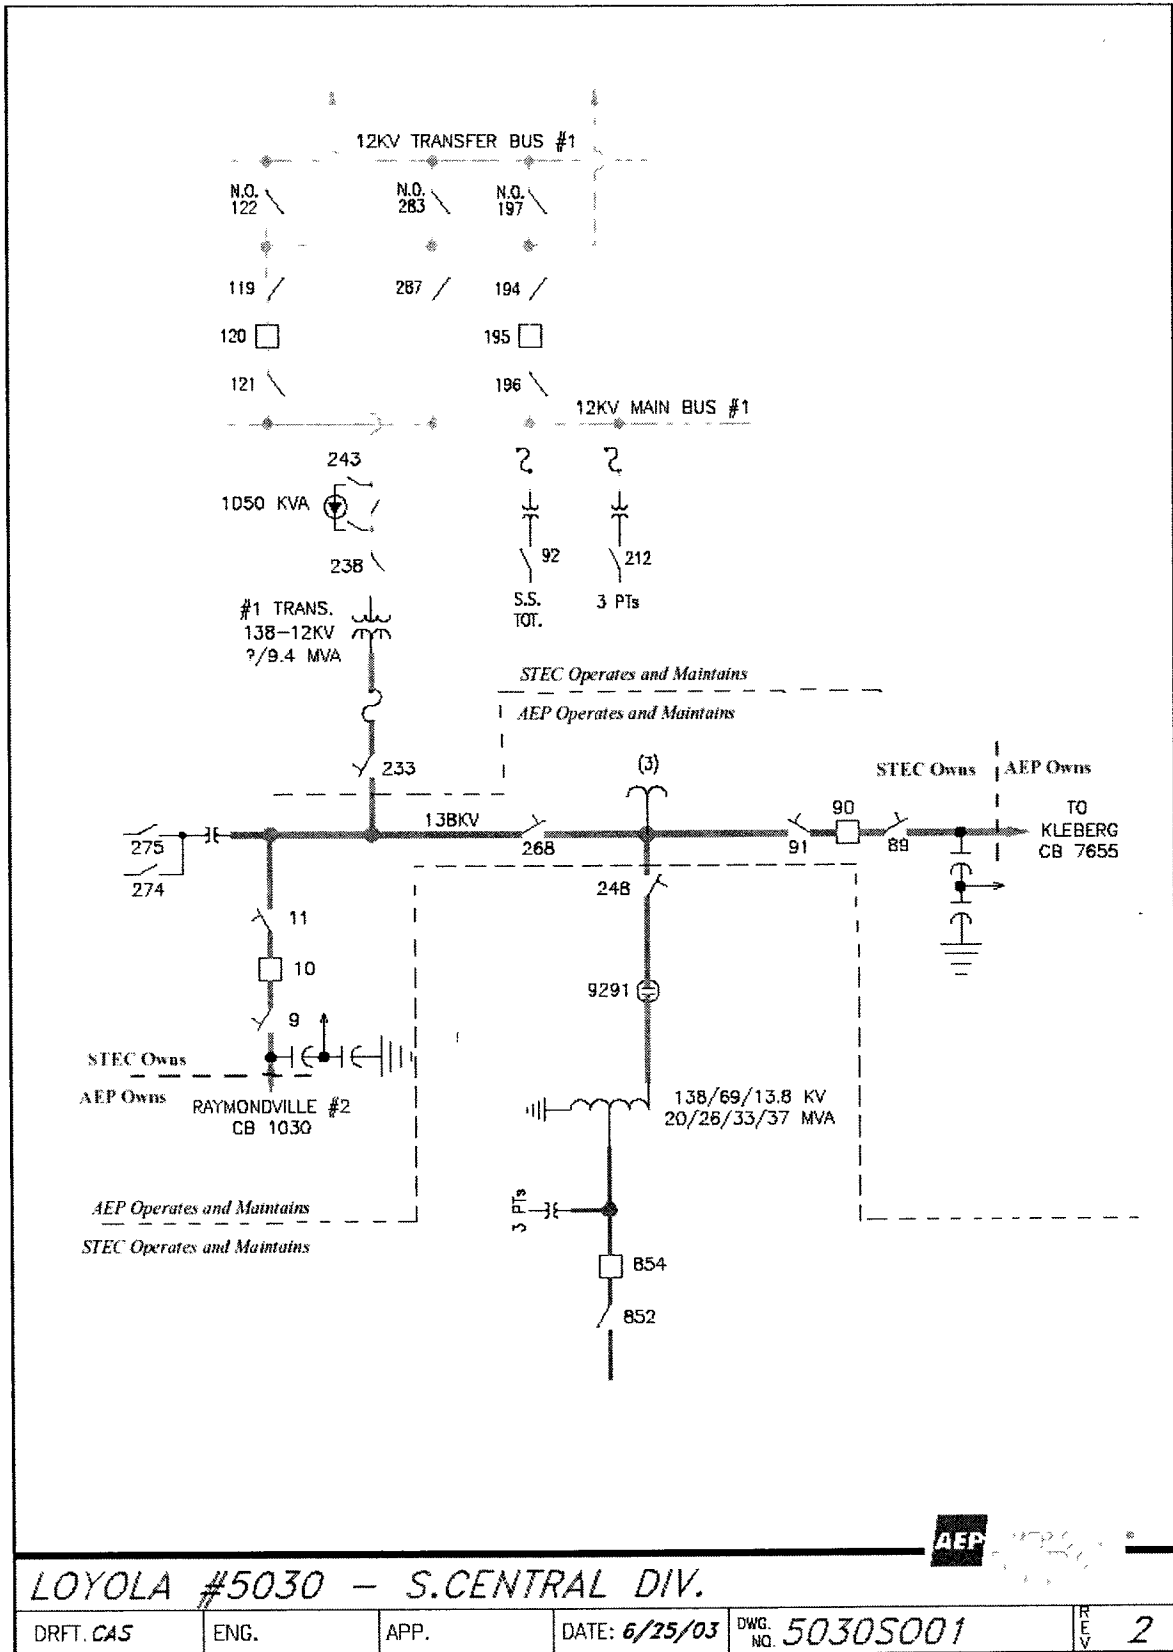 12KV TRANSFER BUS #1
N.O.
122
N.O.
283
N.O.
197
119
287
194
120
195
121
196
12KV MAIN BUS #1
243
1050 KVA
238
92
212
S.S.
TOT.
3 PTs
#1 TRANS.
138-12KV
?/9.4 MVA
STEC Operates and Maintains
AEP Operates and Maintains
233
(3)
STEC Owns
AEP Owns
138KV
90
TO
KLEBERG
CB 7655
275
268
91
89
274
248
11
10
9291
9
STEC Owns
AEP Owns
RAYMONDVILLE #2
CB 1030
138/69/13.8 KV
20/26/33/37 MVA
AEP Operates and Maintains
3 PTs
STEC Operates and Maintains
854
852
AEP
LOYOLA #5030 - S.CENTRAL DIV.
DRFT. CAS
ENG.
APP.
DATE: 6/25/03
DWG. NO. 5030S001
REV 2